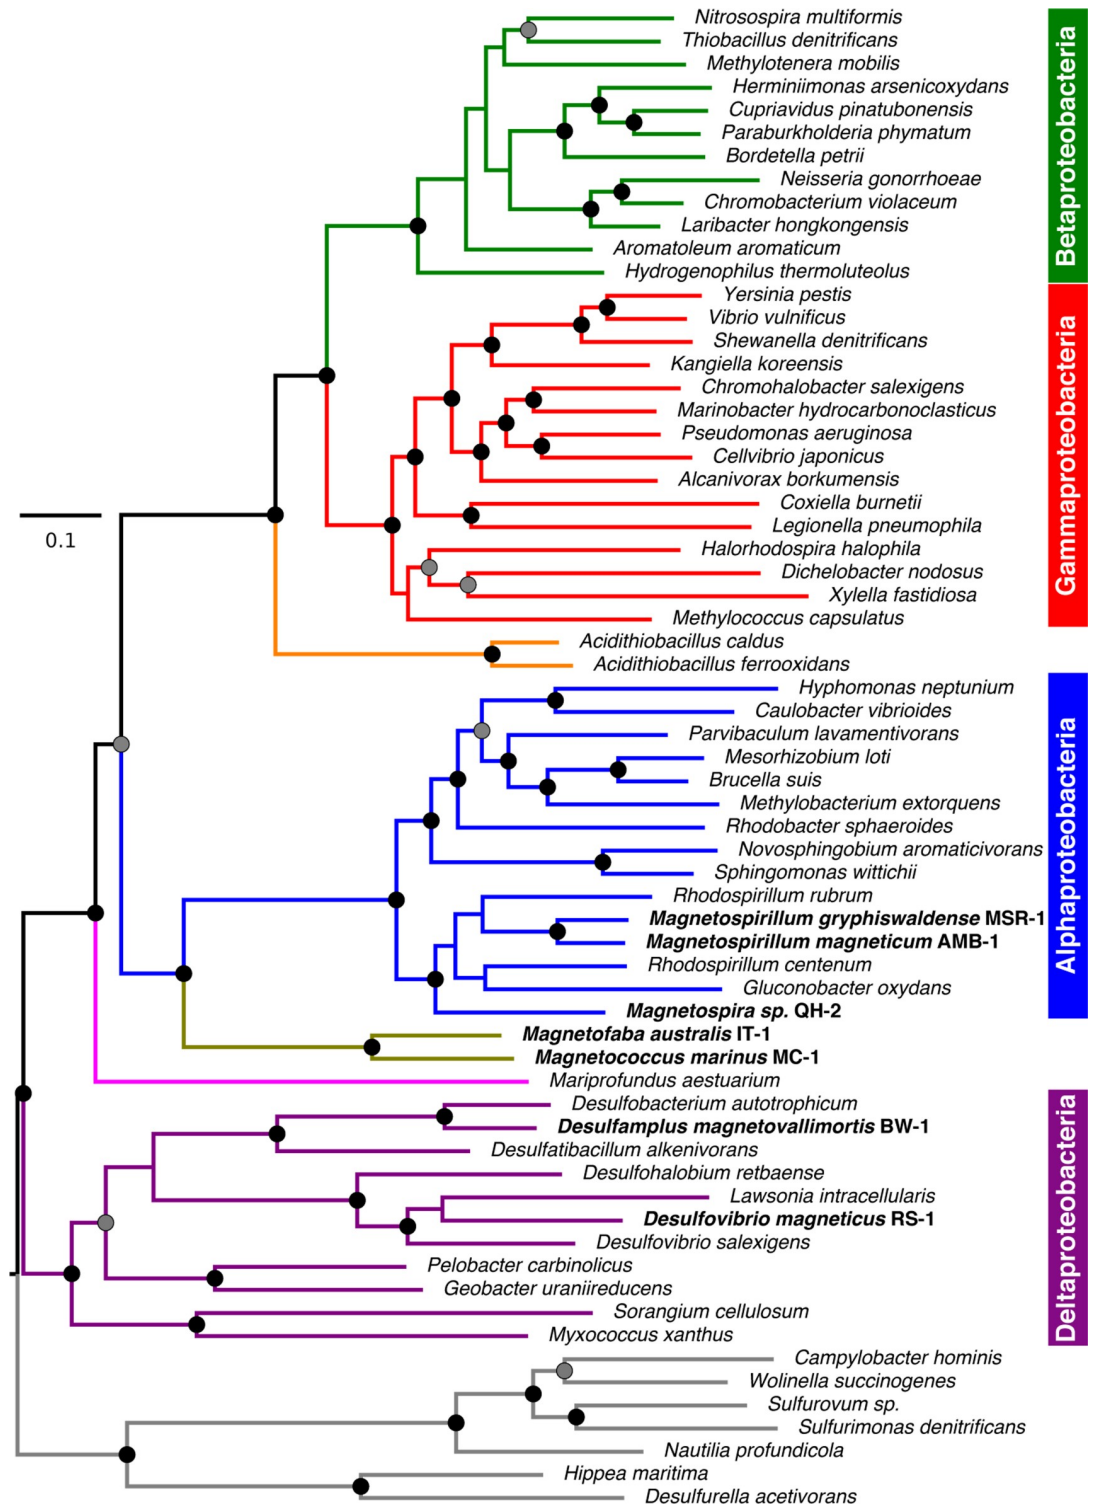 Nitrosospira multiformis
Thiobacillus denitrificans
Methylotenera mobilis
Herminiimonas arsenicoxydans
Cupriavidus pinatubonensis
Paraburkholderia phymatum
Bordetella petrii
Neisseria gonorrhoeae
Chromobacterium violaceum
Laribacter hongkongensis
Aromatoleum aromaticum
Hydrogenophilus thermoluteolus
Betaproteobacteria
Yersinia pestis
Vibrio vulnificus
Shewanella denitrificans
Kangiella koreensis
Chromohalobacter salexigens
Marinobacter hydrocarbonoclasticus
Pseudomonas aeruginosa
Cellvibrio japonicus
Alcanivorax borkumensis
Coxiella burnetii
Legionella pneumophila
Halorhodospira halophila
Dichelobacter nodosus
Xylella fastidiosa
Methylococcus capsulatus
Gammaproteobacteria
0.1
Acidithiobacillus caldus
Acidithiobacillus ferrooxidans
Hyphomonas neptunium
Caulobacter vibrioides
Parvibaculum lavamentivorans
Mesorhizobium loti
Brucella suis
Methylobacterium extorquens
Rhodobacter sphaeroides
Novosphingobium aromaticivorans
Sphingomonas wittichii
Rhodospirillum rubrum
Magnetospirillum gryphiswaldense MSR-1
Magnetospirillum magneticum AMB-1
Rhodospirillum centenum
Gluconobacter oxydans
Magnetospira sp. QH-2
Alphaproteobacteria
Magnetofaba australis IT-1
Magnetococcus marinus MC-1
Mariprofundus aestuarium
Desulfobacterium autotrophicum
Desulfamplus magnetovallimortis BW-1
Desulfatibacillum alkenivorans
Desulfohalobium retbaense
Lawsonia intracellularis
Desulfovibrio magneticus RS-1
Desulfovibrio salexigens
Pelobacter carbinolicus
Geobacter uraniireducens
Sorangium cellulosum
Myxococcus xanthus
Deltaproteobacteria
Campylobacter hominis
Wolinella succinogenes
Sulfurovum sp.
Sulfurimonas denitrificans
Nautilia profundicola
Hippea maritima
Desulfurella acetivorans